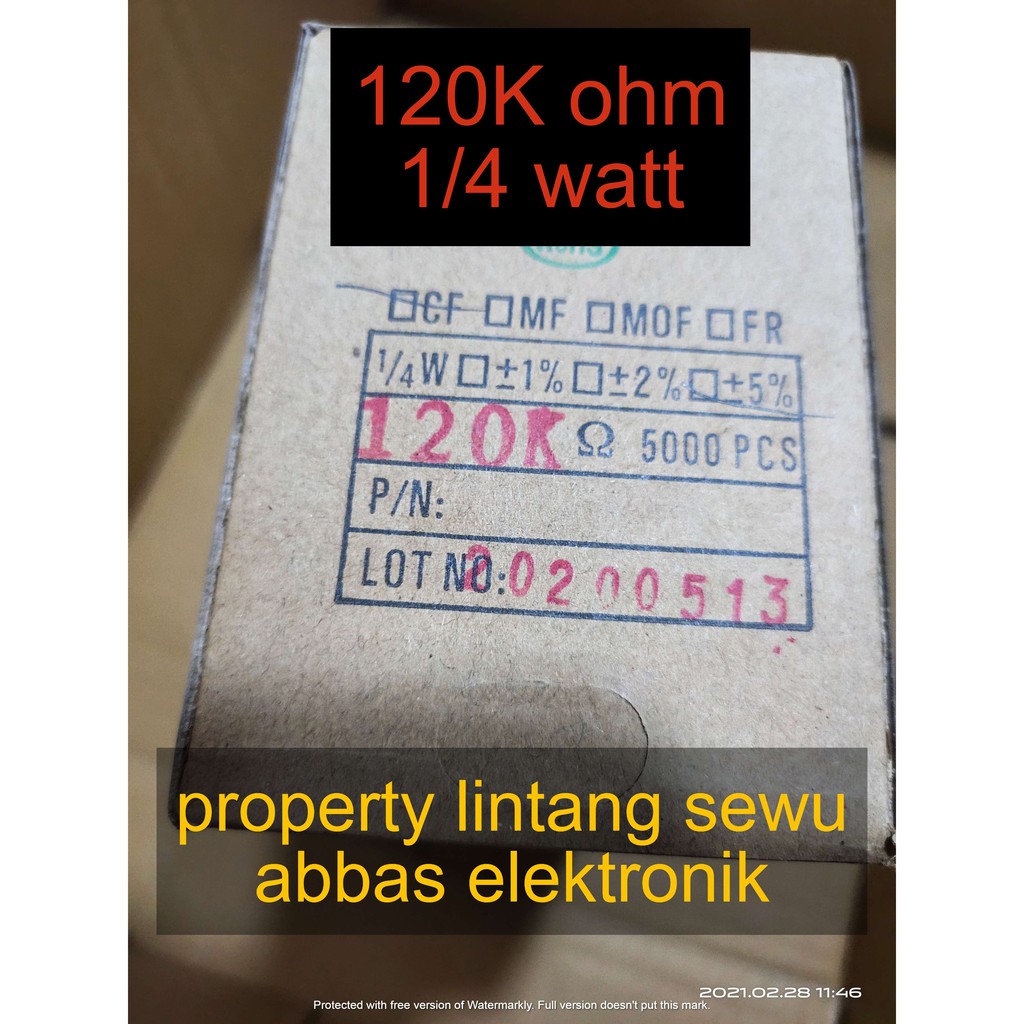 120K ohm
1/4 watt
RoHS
☐CF ☐MF ☐MOF ☐FR
1/4W ☐±1% ☐±2% ☐±5%
120K Ω 5000 PCS
P/N:
LOT NO: 20200513
property lintang sewu
abbas elektronik
2021.02.28 11:46
Protected with free version of Watermarkly. Full version doesn't put this mark.